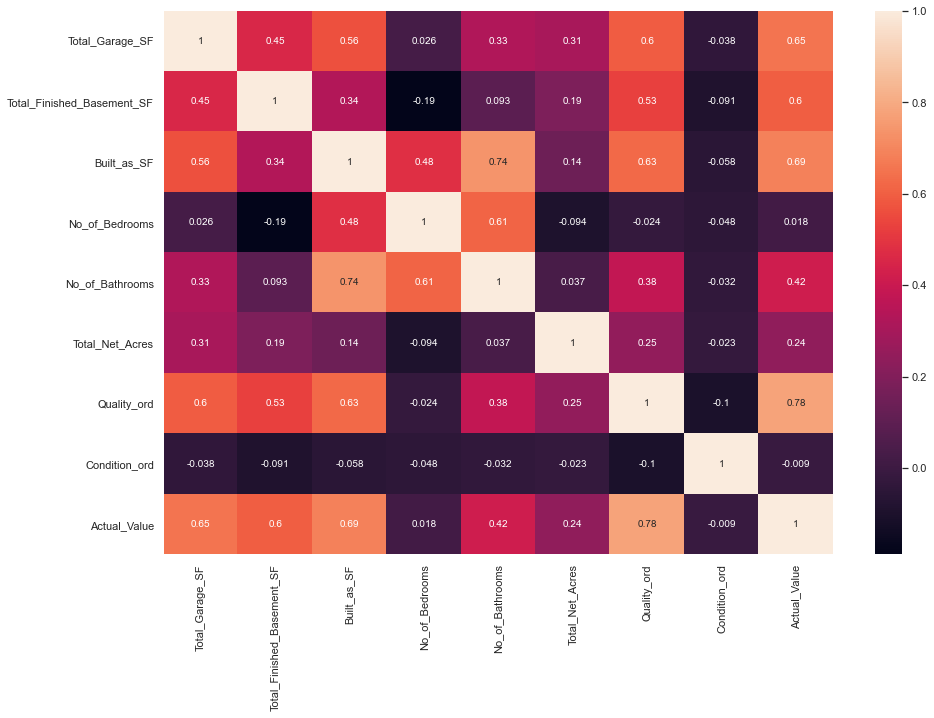 Total_Garage_SF 1 0.45 0.56 0.026 0.33 0.31 0.6 -0.038 0.65
Total_Finished_Basement_SF 0.45 1 0.34 -0.19 0.093 0.19 0.53 -0.091 0.6
Built_as_SF 0.56 0.34 1 0.48 0.74 0.14 0.63 -0.058 0.69
No_of_Bedrooms 0.026 -0.19 0.48 1 0.61 -0.094 -0.024 -0.048 0.018
No_of_Bathrooms 0.33 0.093 0.74 0.61 1 0.037 0.38 -0.032 0.42
Total_Net_Acres 0.31 0.19 0.14 -0.094 0.037 1 0.25 -0.023 0.24
Quality_ord 0.6 0.53 0.63 -0.024 0.38 0.25 1 -0.1 0.78
Condition_ord -0.038 -0.091 -0.058 -0.048 -0.032 -0.023 -0.1 1 -0.009
Actual_Value 0.65 0.6 0.69 0.018 0.42 0.24 0.78 -0.009 1
Total_Garage_SF
Total_Finished_Basement_SF
Built_as_SF
No_of_Bedrooms
No_of_Bathrooms
Total_Net_Acres
Quality_ord
Condition_ord
Actual_Value
1.0
0.8
0.6
0.4
0.2
0.0